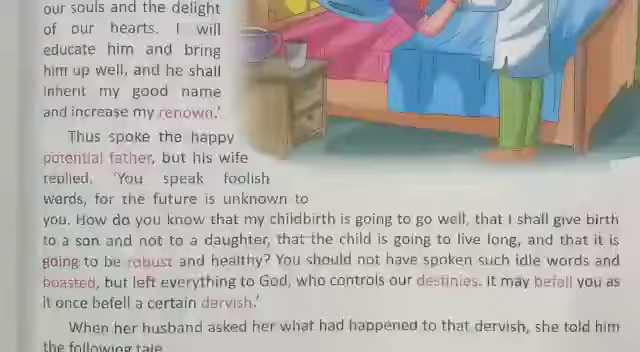 our souls and the delight
of our hearts. I will
educate him and bring
him up well, and he shall
inherit my good name
and increase my renown.'
Thus spoke the happy
potential father, but his wife
replied. 'You speak foolish
words, for the future is unknown to
you. How do you know that my childbirth is going to go well, that I shall give birth
to a son and not to a daughter, that the child is going to live long, and that it is
going to be robust and healthy? You should not have spoken such idle words and
boasted, but left everything to God, who controls our destinies. It may befall you as
it once befell a certain dervish.'
When her husband asked her what had happened to that dervish, she told him
the following tale